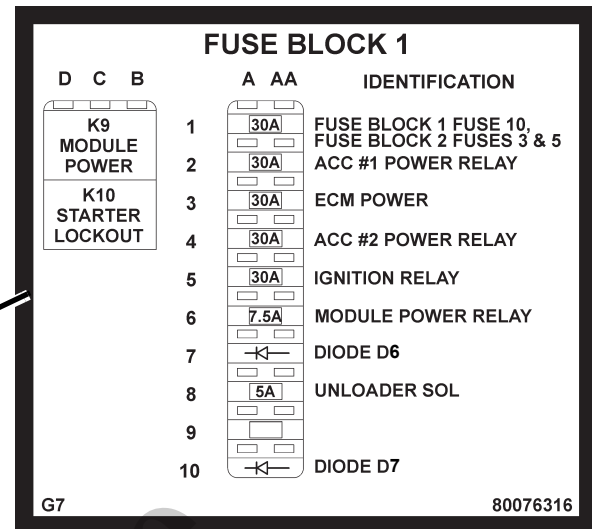 FUSE BLOCK 1
D C B
A AA IDENTIFICATION
K9
MODULE
POWER
K10
STARTER
LOCKOUT
1 30A FUSE BLOCK 1 FUSE 10,
FUSE BLOCK 2 FUSES 3 & 5
2 30A ACC #1 POWER RELAY
3 30A ECM POWER
4 30A ACC #2 POWER RELAY
5 30A IGNITION RELAY
6 7.5A MODULE POWER RELAY
7 DIODE D6
8 5A UNLOADER SOL
9
10 DIODE D7
G7 80076316